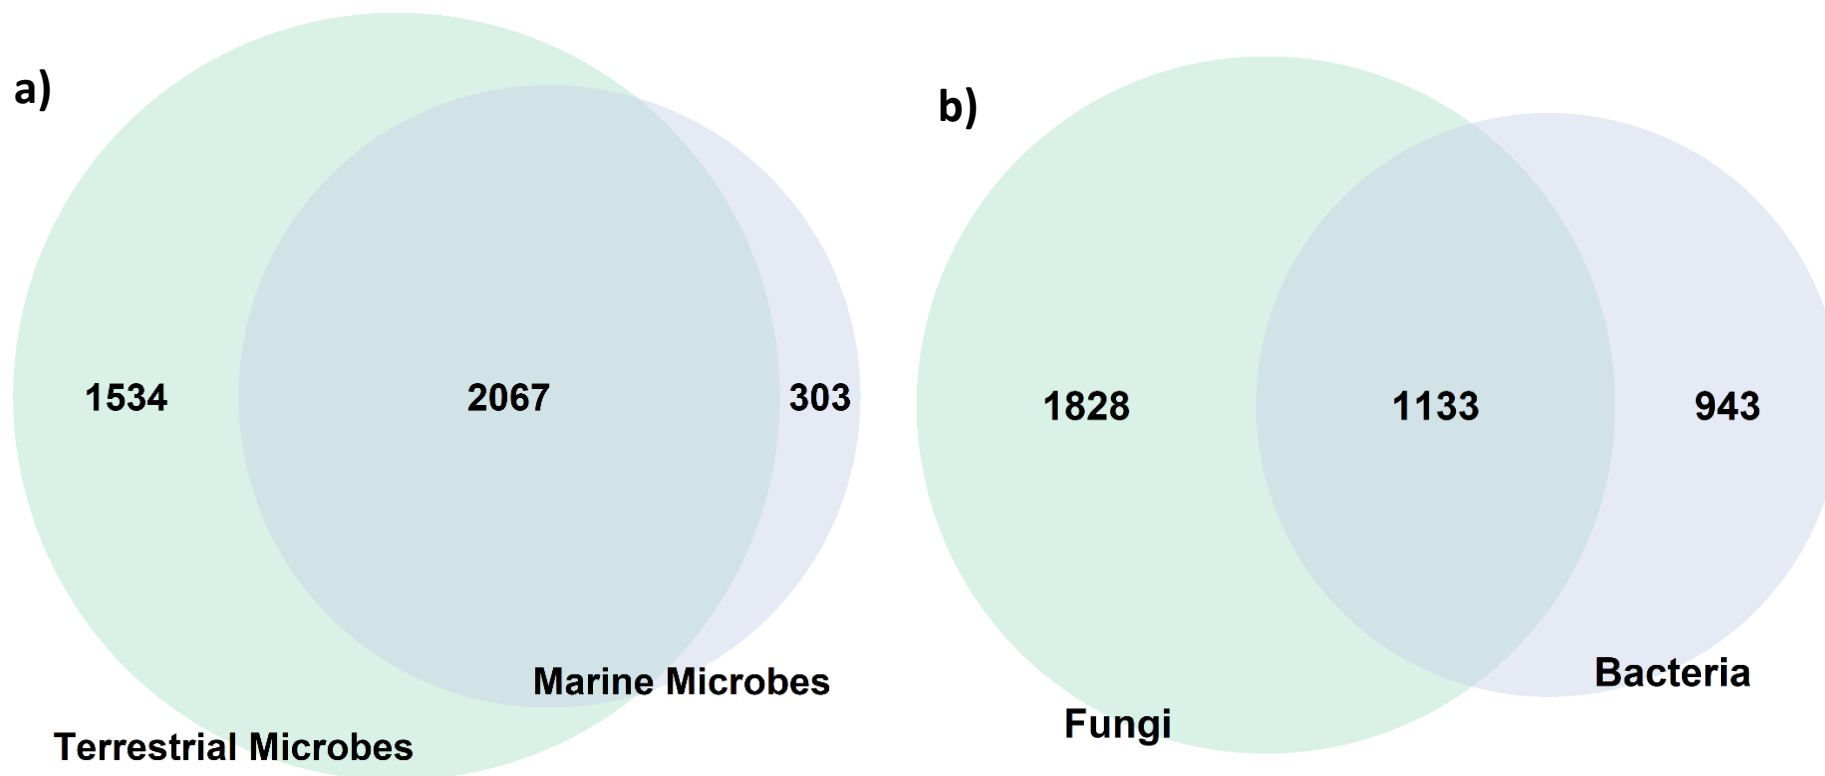 a)
1534
2067
303
Marine Microbes
Terrestrial Microbes
b)
1828
1133
943
Bacteria
Fungi